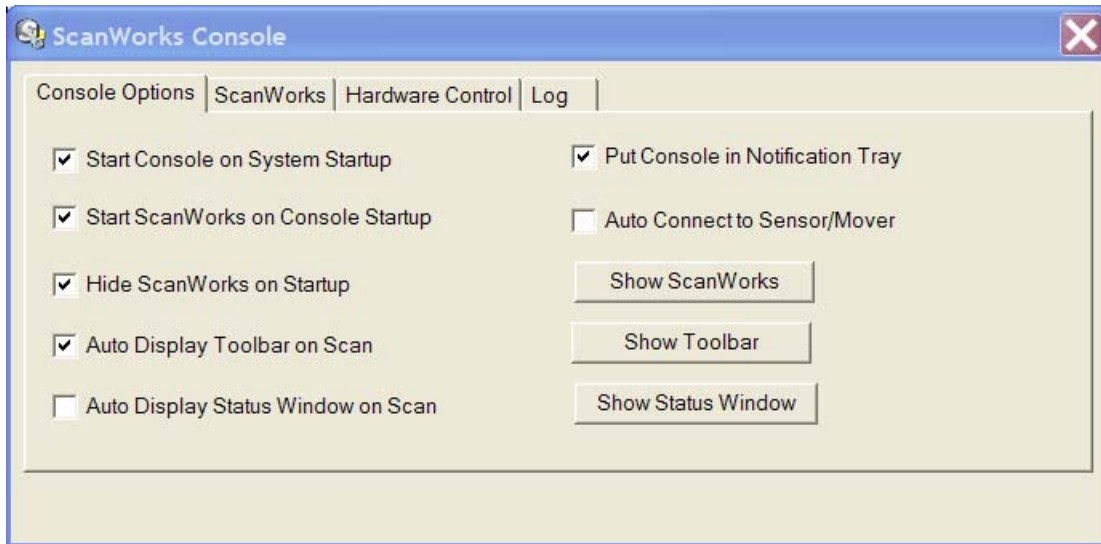 ScanWorks Console
Console Options
ScanWorks
Hardware Control
Log
Start Console on System Startup
Put Console in Notification Tray
Start ScanWorks on Console Startup
Auto Connect to Sensor/Mover
Hide ScanWorks on Startup
Show ScanWorks
Auto Display Toolbar on Scan
Show Toolbar
Auto Display Status Window on Scan
Show Status Window